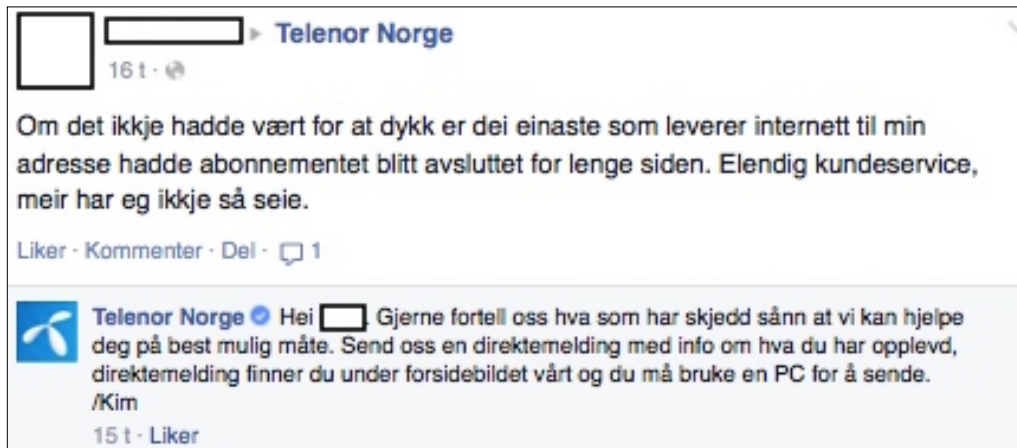 ▸ Telenor Norge
16 t ·
Om det ikkje hadde vært for at dykk er dei einaste som leverer internett til min
adresse hadde abonnementet blitt avsluttet for lenge siden. Elendig kundeservice,
meir har eg ikkje så seie.
Liker · Kommenter · Del · 1
Telenor Norge Hei . Gjerne fortell oss hva som har skjedd sånn at vi kan hjelpe
deg på best mulig måte. Send oss en direktemelding med info om hva du har opplevd,
direktemelding finner du under forsidebildet vårt og du må bruke en PC for å sende.
/Kim
15 t · Liker